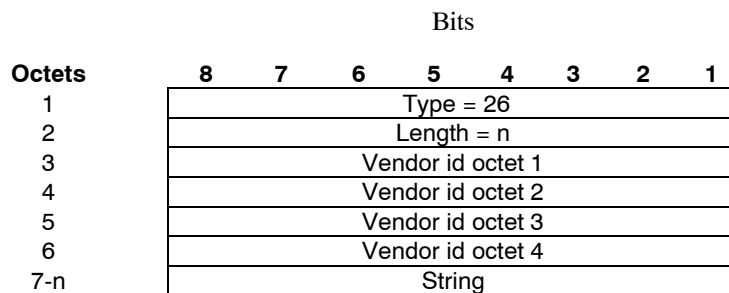 Bits
Octets 8 7 6 5 4 3 2 1
1 Type = 26
2 Length = n
3 Vendor id octet 1
4 Vendor id octet 2
5 Vendor id octet 3
6 Vendor id octet 4
7-n String